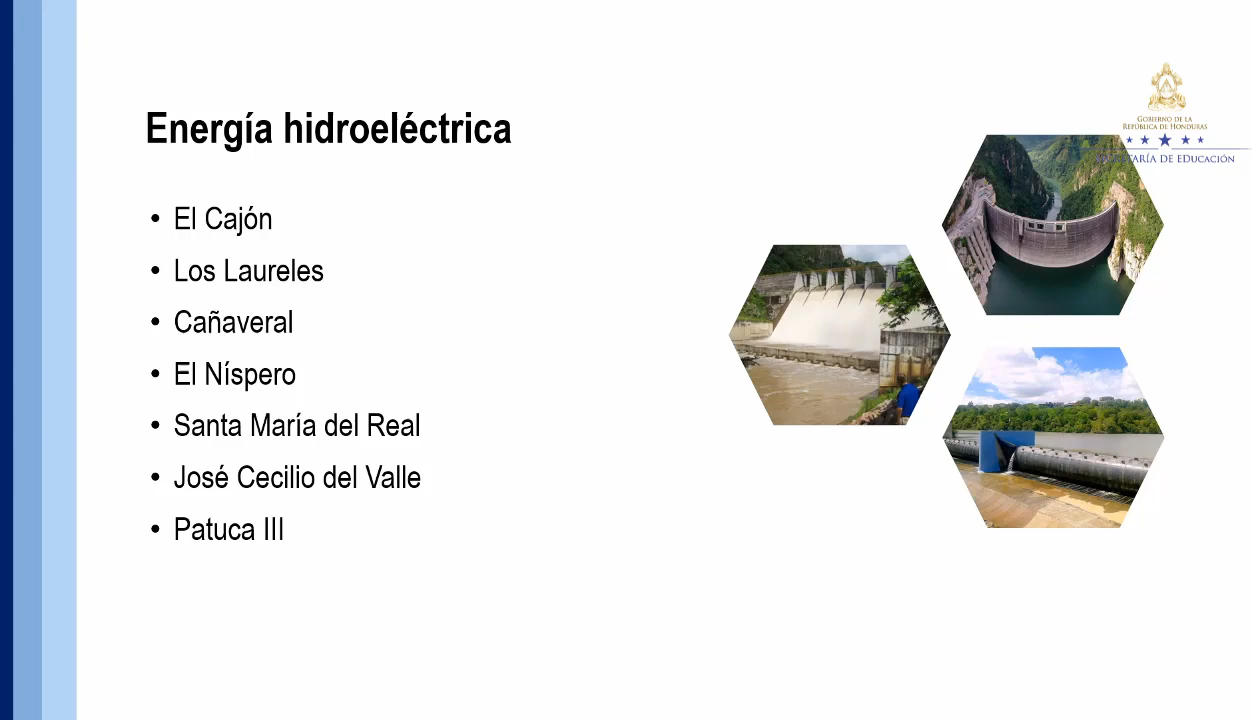 Energía hidroeléctrica
• El Cajón
• Los Laureles
• Cañaveral
• El Níspero
• Santa María del Real
• José Cecilio del Valle
• Patuca III
GOBIERNO DE LA
REPÚBLICA DE HONDURAS
DE EDUCACIÓN